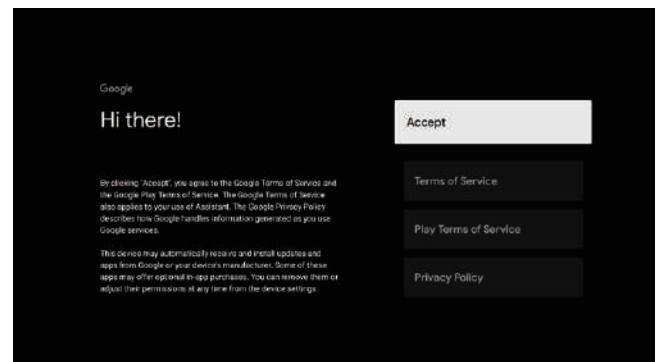 Google
Hi there!
By clicking "Accept", you agree to the Google Terms of Service and
the Google Play Terms of Service. The Google Terms of Service
also applies to your use of Assistant. The Google Privacy Policy
describes how Google handles information generated as you use
Google services.
This device may automatically receive and install updates and
apps from Google or your device's manufacturer. Some of these
apps may offer optional in-app purchases. You can remove them or
adjust their permissions at any time from the device settings.
Accept
Terms of Service
Play Terms of Service
Privacy Policy